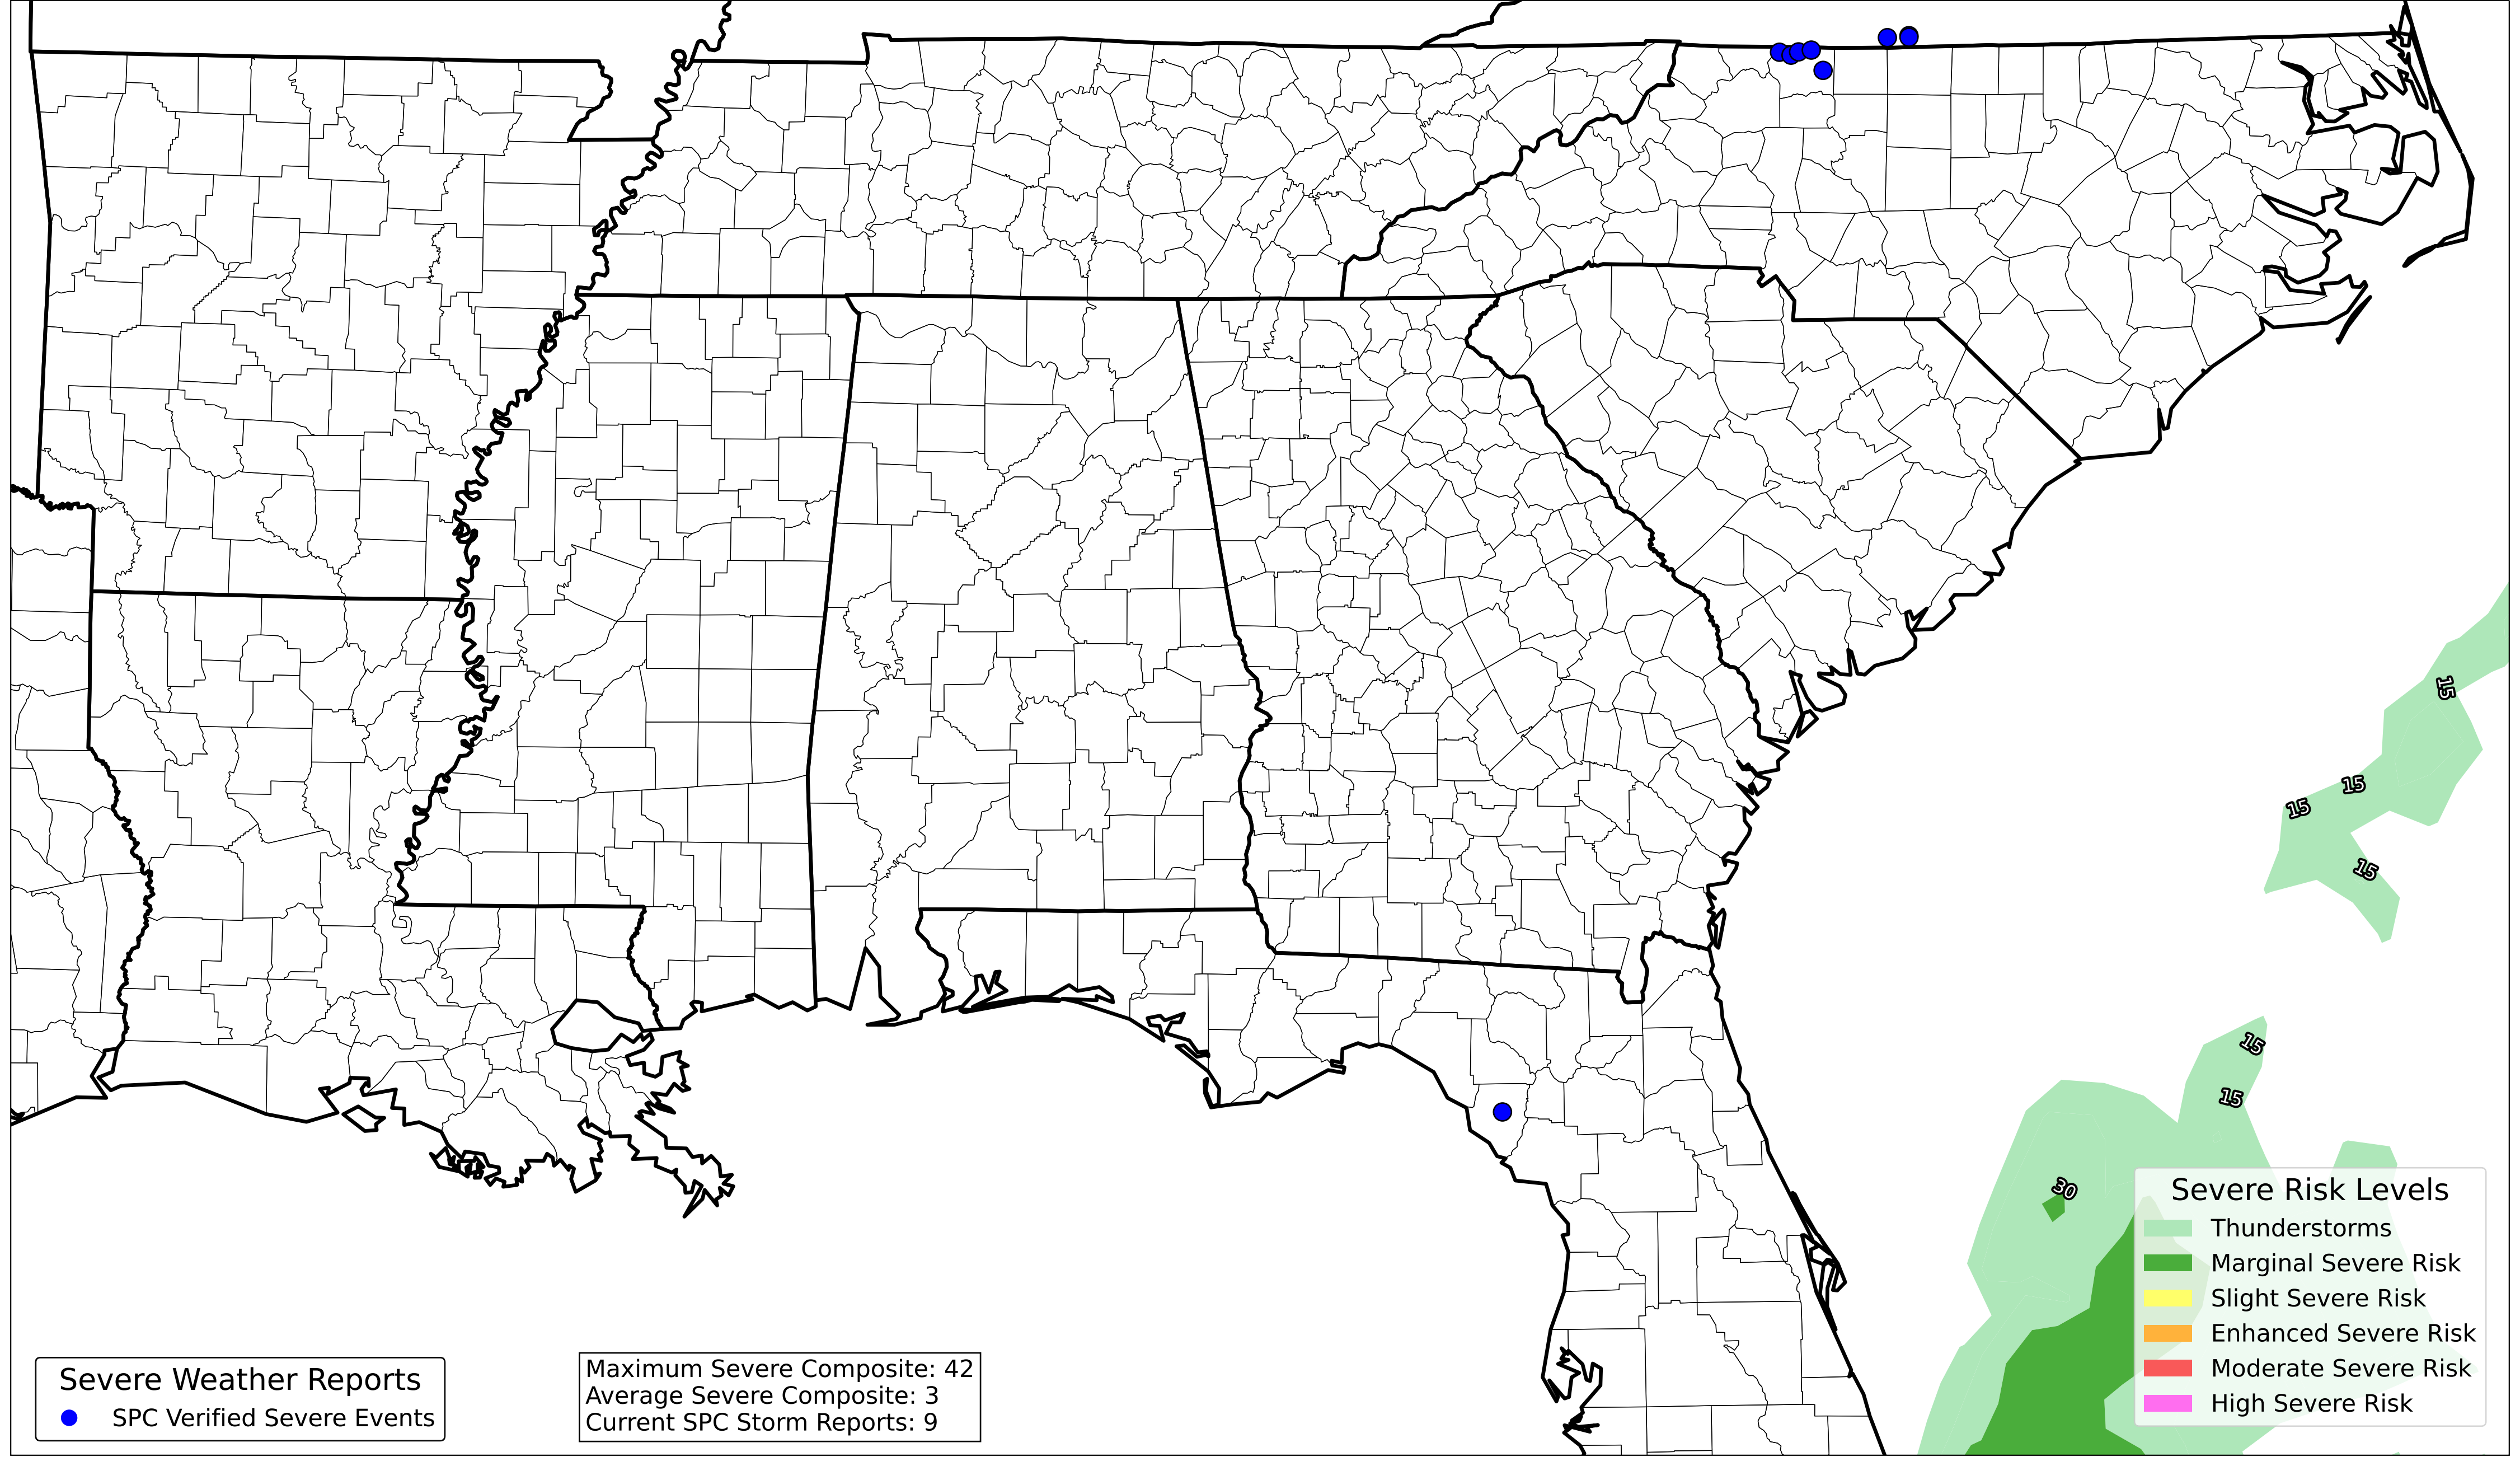 15
15
15
15
15
15
30
Severe Risk Levels
Thunderstorms
Marginal Severe Risk
Slight Severe Risk
Enhanced Severe Risk
Moderate Severe Risk
High Severe Risk
Severe Weather Reports
SPC Verified Severe Events
Maximum Severe Composite: 42
Average Severe Composite: 3
Current SPC Storm Reports: 9